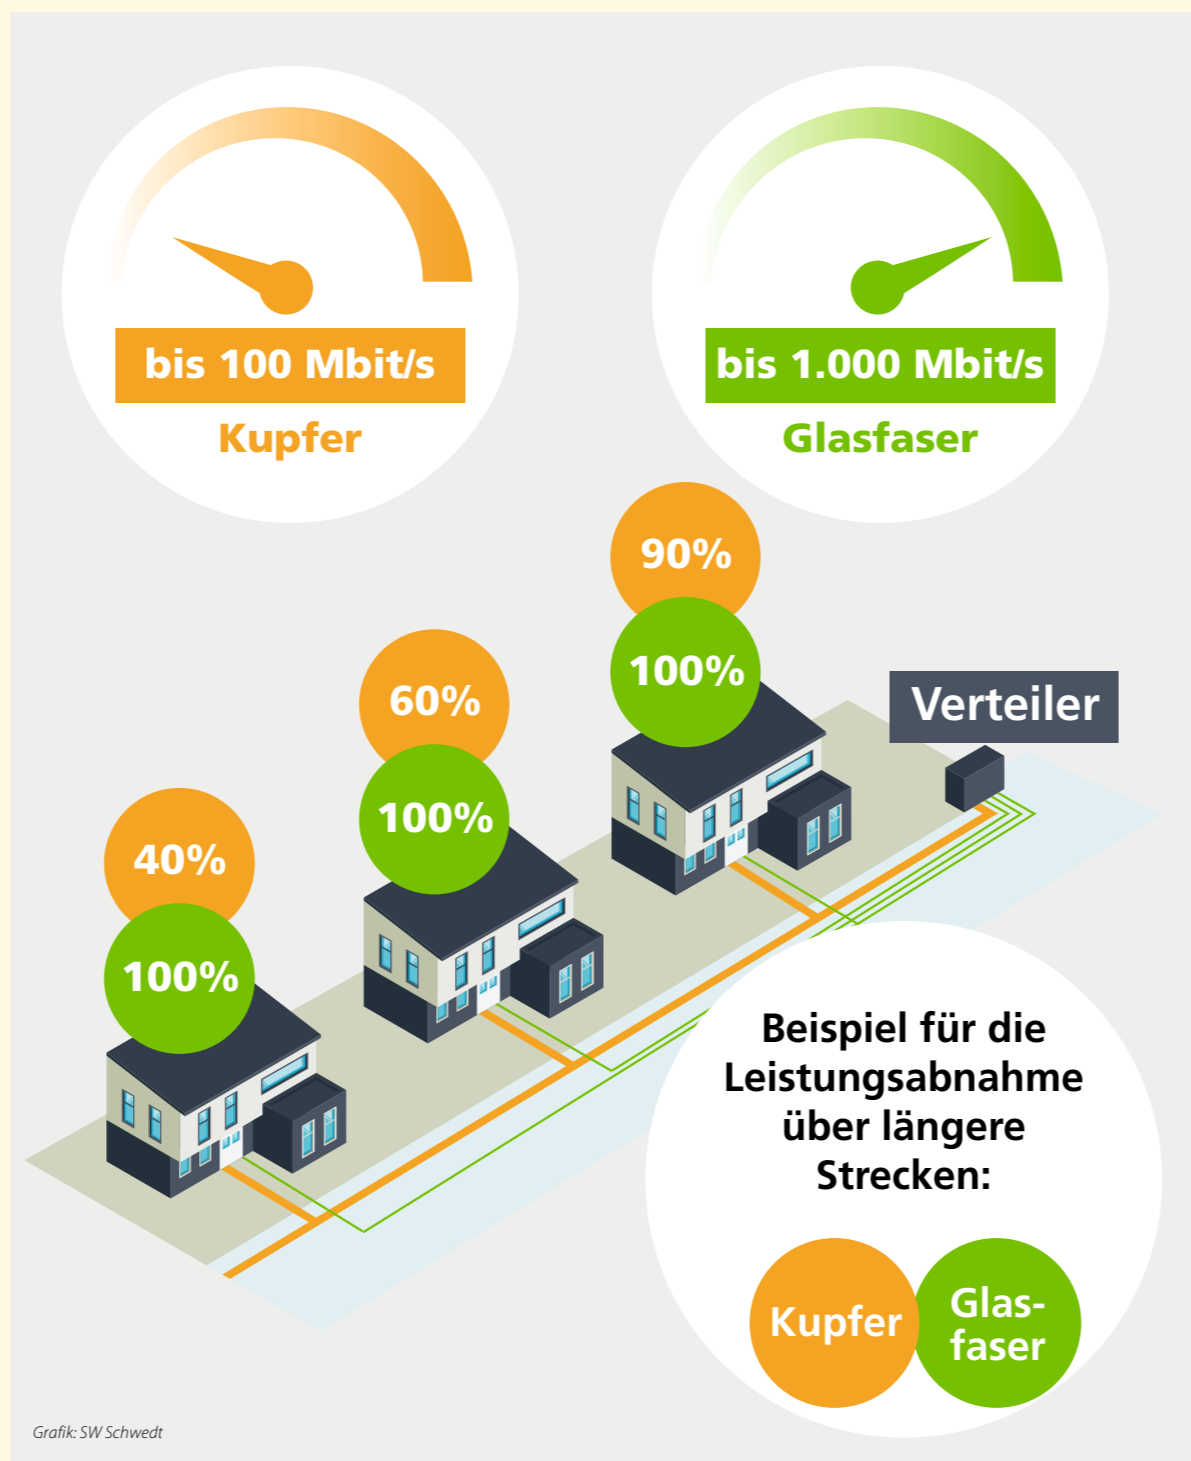 bis 100 Mbit/s
Kupfer
bis 1.000 Mbit/s
Glasfaser
90%
100%
60%
100%
40%
100%
Verteiler
Beispiel für die
Leistungsabnahme
über längere
Strecken:
Kupfer
Glas-
faser
Grafik: SW Schwedt